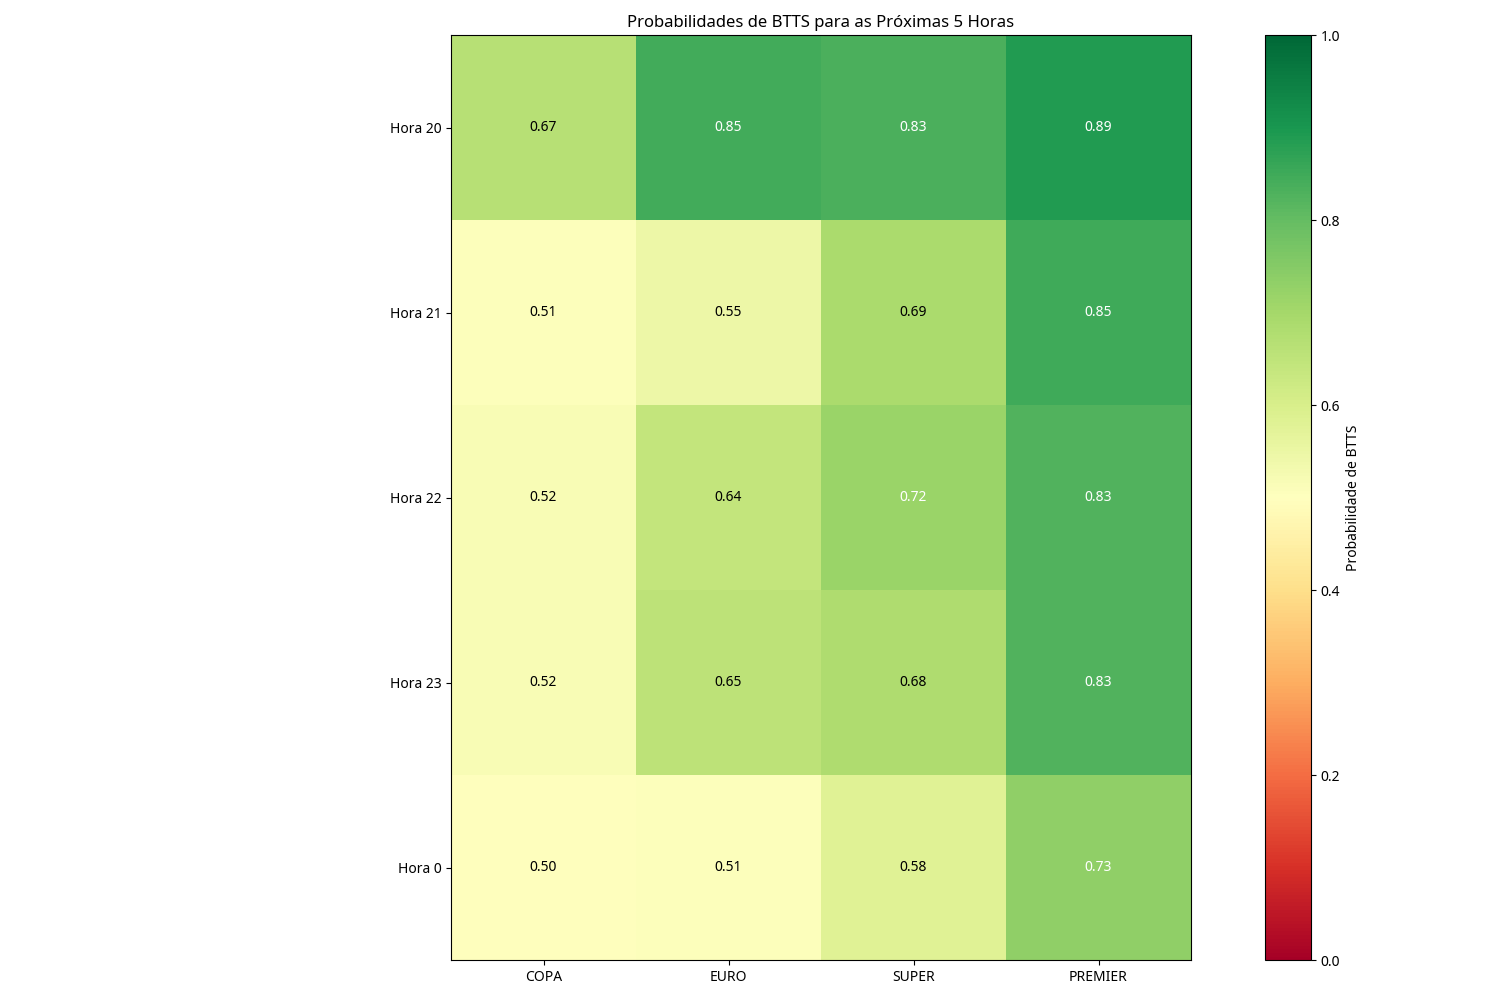 Probabilidades de BTTS para as Próximas 5 Horas
Hora 20 0.67 0.85 0.83 0.89
Hora 21 0.51 0.55 0.69 0.85
Hora 22 0.52 0.64 0.72 0.83
Hora 23 0.52 0.65 0.68 0.83
Hora 0 0.50 0.51 0.58 0.73
COPA EURO SUPER PREMIER
1.0
0.8
0.6
0.4
0.2
0.0
Probabilidade de BTTS